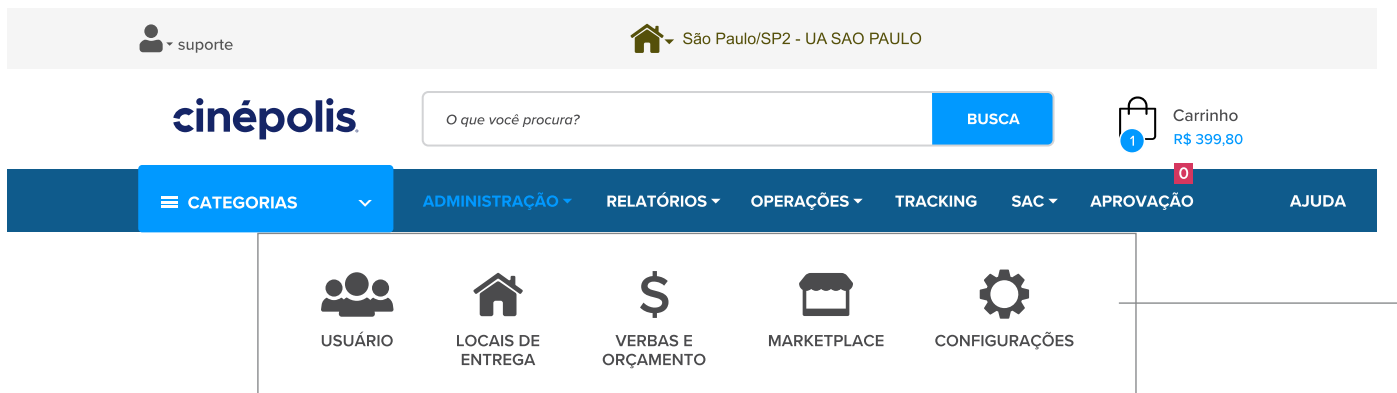 suporte
São Paulo/SP2 - UA SAO PAULO
cinépolis
O que você procura?
BUSCA
Carrinho
R$ 399,80
1
0
CATEGORIAS
ADMINISTRAÇÃO
RELATÓRIOS
OPERAÇÕES
TRACKING
SAC
APROVAÇÃO
AJUDA
USUÁRIO
LOCAIS DE
ENTREGA
VERBAS E
ORÇAMENTO
MARKETPLACE
CONFIGURAÇÕES